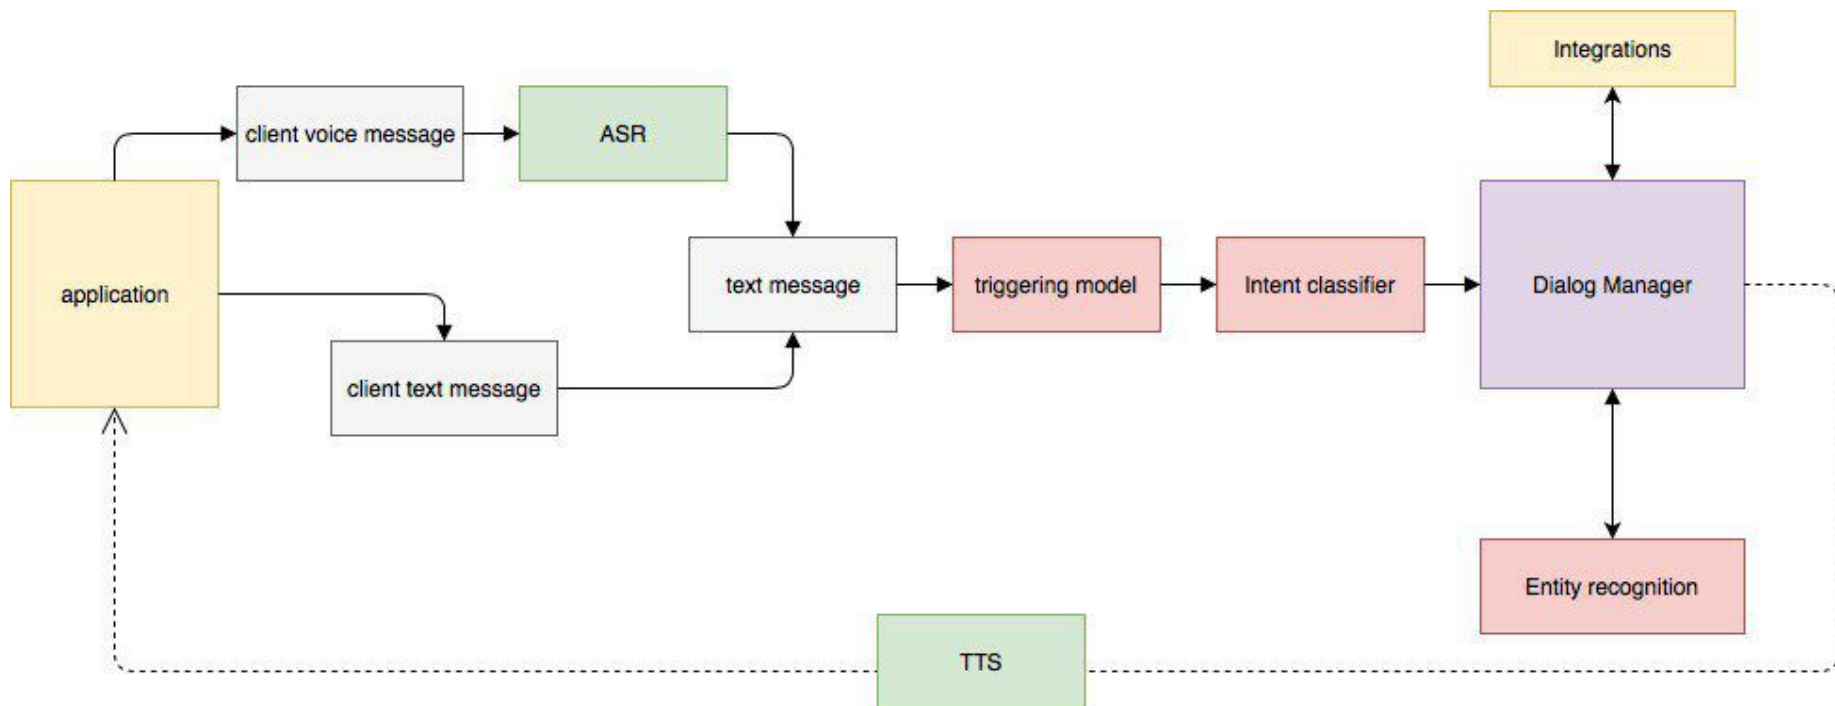 Integrations
client voice message
ASR
application
text message
triggering model
Intent classifier
Dialog Manager
client text message
Entity recognition
TTS